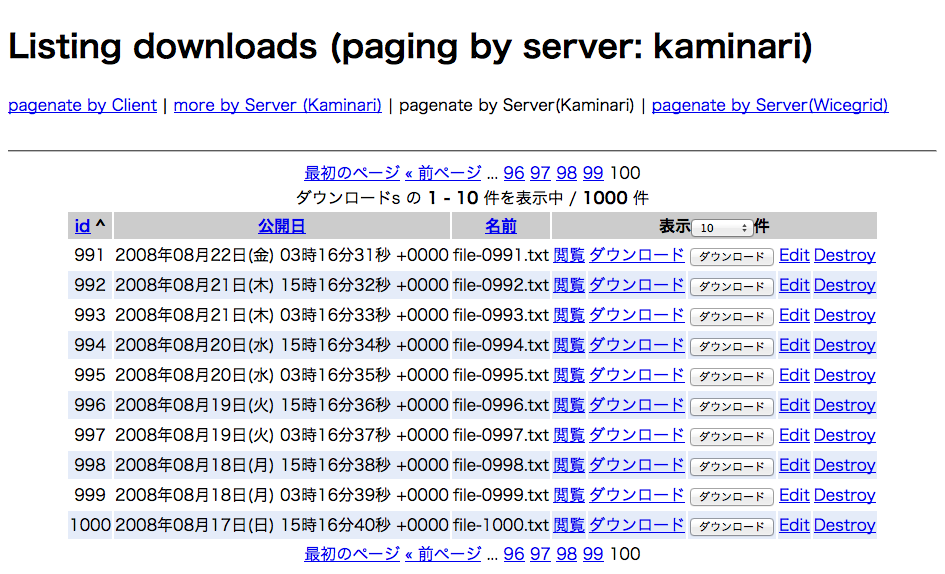 Listing downloads (paging by server: kaminari)
pagenate by Client | more by Server (Kaminari) | pagenate by Server(Kaminari) | pagenate by Server(Wicegrid)
最初のページ « 前ページ ... 96 97 98 99 100
ダウンロードs の 1 - 10 件を表示中 / 1000 件
id ^ 公開日 名前 表示 10 件
991 2008年08月22日(金) 03時16分31秒 +0000 file-0991.txt 閲覧 ダウンロード ダウンロード Edit Destroy
992 2008年08月21日(木) 15時16分32秒 +0000 file-0992.txt 閲覧 ダウンロード ダウンロード Edit Destroy
993 2008年08月21日(木) 03時16分33秒 +0000 file-0993.txt 閲覧 ダウンロード ダウンロード Edit Destroy
994 2008年08月20日(水) 15時16分34秒 +0000 file-0994.txt 閲覧 ダウンロード ダウンロード Edit Destroy
995 2008年08月20日(水) 03時16分35秒 +0000 file-0995.txt 閲覧 ダウンロード ダウンロード Edit Destroy
996 2008年08月19日(火) 15時16分36秒 +0000 file-0996.txt 閲覧 ダウンロード ダウンロード Edit Destroy
997 2008年08月19日(火) 03時16分37秒 +0000 file-0997.txt 閲覧 ダウンロード ダウンロード Edit Destroy
998 2008年08月18日(月) 15時16分38秒 +0000 file-0998.txt 閲覧 ダウンロード ダウンロード Edit Destroy
999 2008年08月18日(月) 03時16分39秒 +0000 file-0999.txt 閲覧 ダウンロード ダウンロード Edit Destroy
1000 2008年08月17日(日) 15時16分40秒 +0000 file-1000.txt 閲覧 ダウンロード ダウンロード Edit Destroy
最初のページ « 前ページ ... 96 97 98 99 100